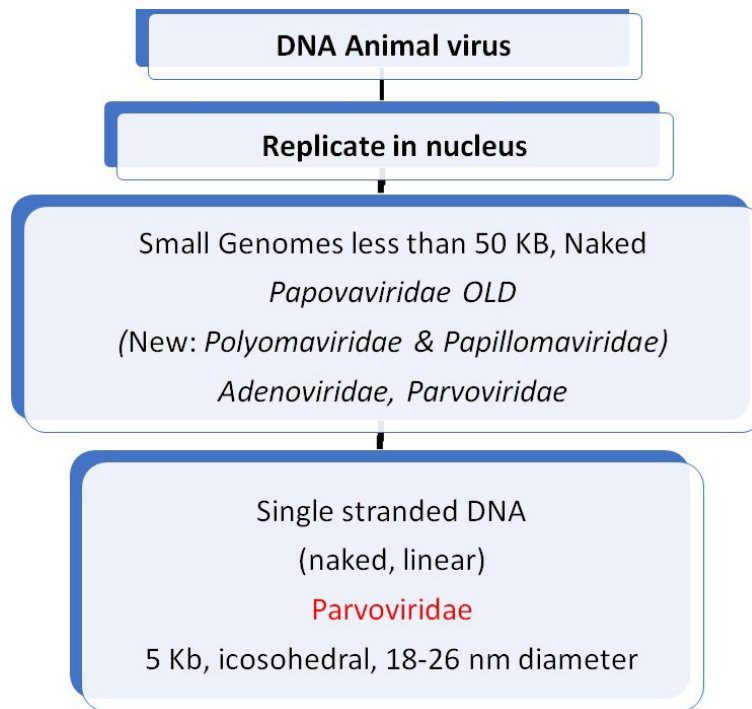 DNA Animal virus
Replicate in nucleus
Small Genomes less than 50 KB, Naked
Papovaviridae OLD
(New: Polyomaviridae & Papillomaviridae)
Adenoviridae, Parvoviridae
Single stranded DNA
(naked, linear)
Parvoviridae
5 Kb, icosohedral, 18-26 nm diameter